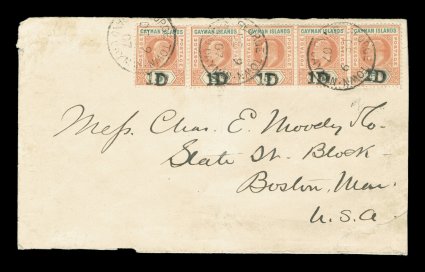 CAYMAN ISLANDS CAYMAN ISLANDS CAYMAN ISLANDS CAYMAN ISLANDS CAYMAN ISLANDS
1D 1D 1D 1D 1D
Mess Chas. E. Moody & Co.
State St. Block
Boston, Mass.
U.S.A.